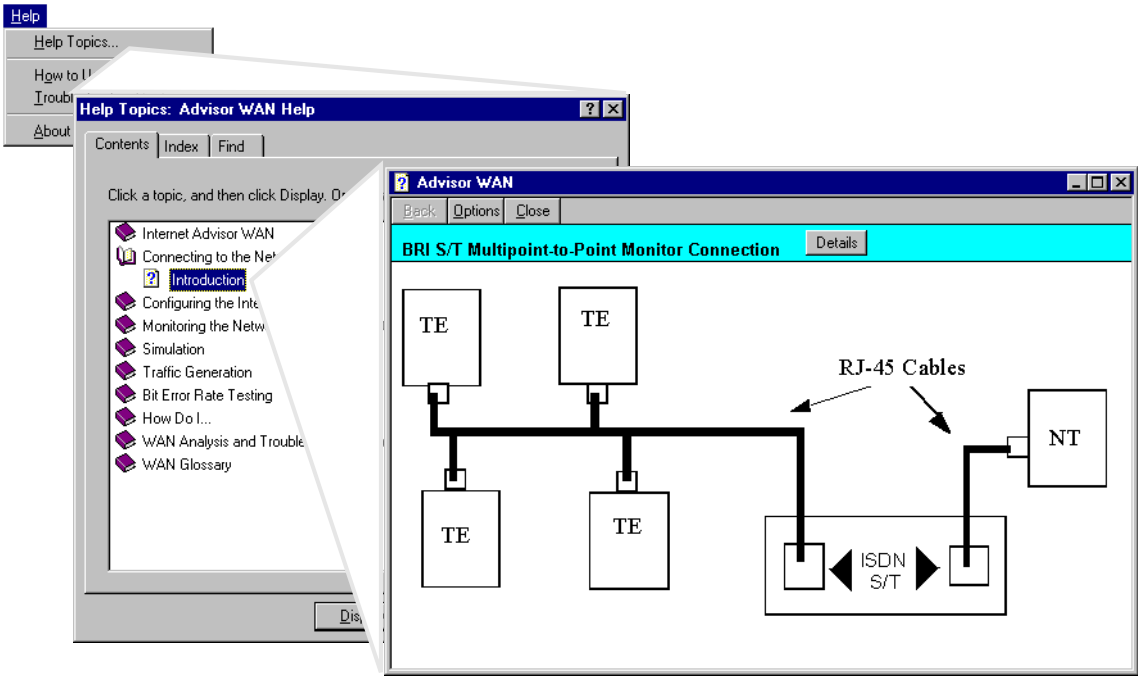 Help
Help Topics...
How to U
Troubl
About
Help Topics: Advisor WAN Help
Contents Index Find
Click a topic, and then click Display. O
Internet Advisor WAN
Connecting to the Net
Introduction
Configuring the Inte
Monitoring the Netw
Simulation
Traffic Generation
Bit Error Rate Testing
How Do I...
WAN Analysis and Trouble
WAN Glossary
Disp
Advisor WAN
Back Options Close
BRI S/T Multipoint-to-Point Monitor Connection Details
TE
TE
RJ-45 Cables
NT
TE
TE
ISDN
S/T